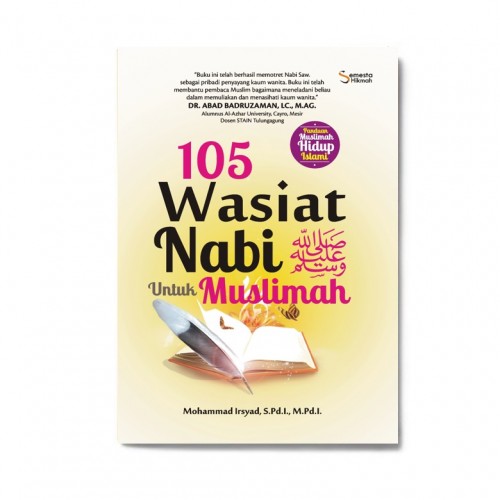 "Buku ini telah berhasil memotret Nabi Saw.
sebagai pribadi penyayang kaum wanita. Buku ini telah
membantu pembaca Muslim bagaimana meneladani beliau
dalam memuliakan dan menasihati kaum wanita."
DR. ABAD BADRUZAMAN, LC., M.AG.
Alumnus Al-Azhar University, Cayro, Mesir
Dosen STAIN Tulungagung
Semesta
Hikmah
Panduan
Muslimah
Hidup
Islami
105
Wasiat
Nabi صلى الله عليه وسلم
Untuk Muslimah
Mohammad Irsyad, S.Pd.I., M.Pd.I.